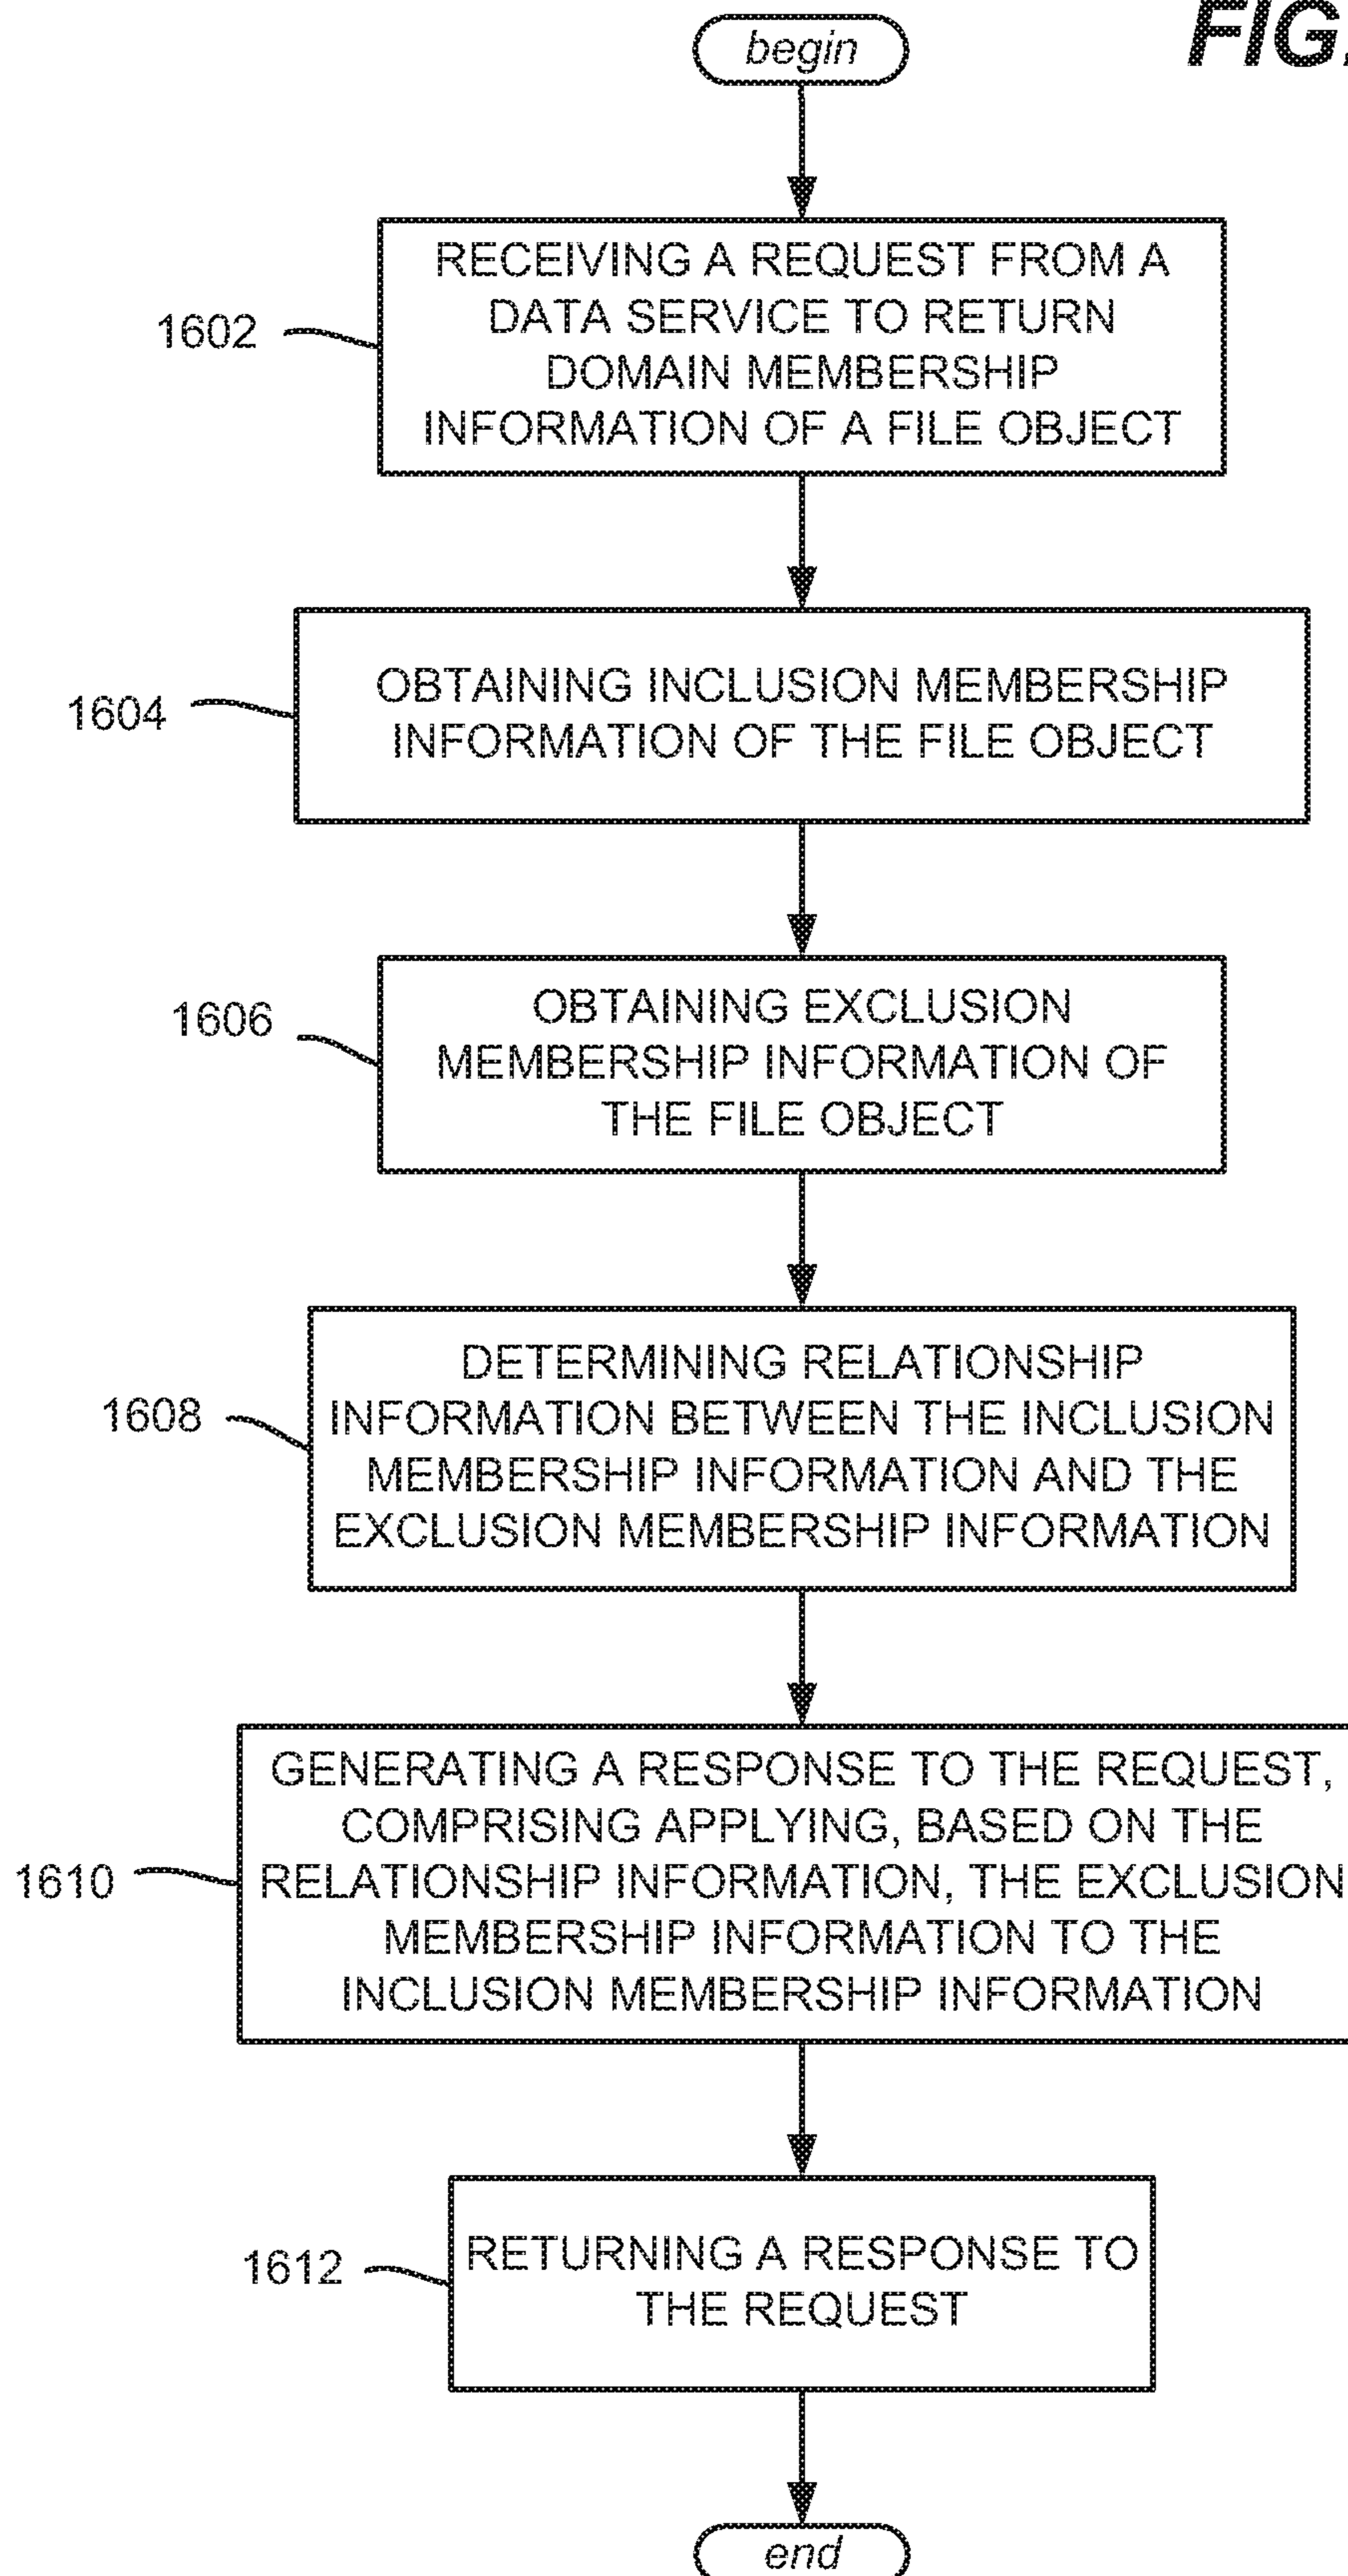 FIG.
begin
1602
RECEIVING A REQUEST FROM A
DATA SERVICE TO RETURN
DOMAIN MEMBERSHIP
INFORMATION OF A FILE OBJECT
1604
OBTAINING INCLUSION MEMBERSHIP
INFORMATION OF THE FILE OBJECT
1606
OBTAINING EXCLUSION
MEMBERSHIP INFORMATION OF
THE FILE OBJECT
1608
DETERMINING RELATIONSHIP
INFORMATION BETWEEN THE INCLUSION
MEMBERSHIP INFORMATION AND THE
EXCLUSION MEMBERSHIP INFORMATION
1610
GENERATING A RESPONSE TO THE REQUEST,
COMPRISING APPLYING, BASED ON THE
RELATIONSHIP INFORMATION, THE EXCLUSION
MEMBERSHIP INFORMATION TO THE
INCLUSION MEMBERSHIP INFORMATION
1612
RETURNING A RESPONSE TO
THE REQUEST
end